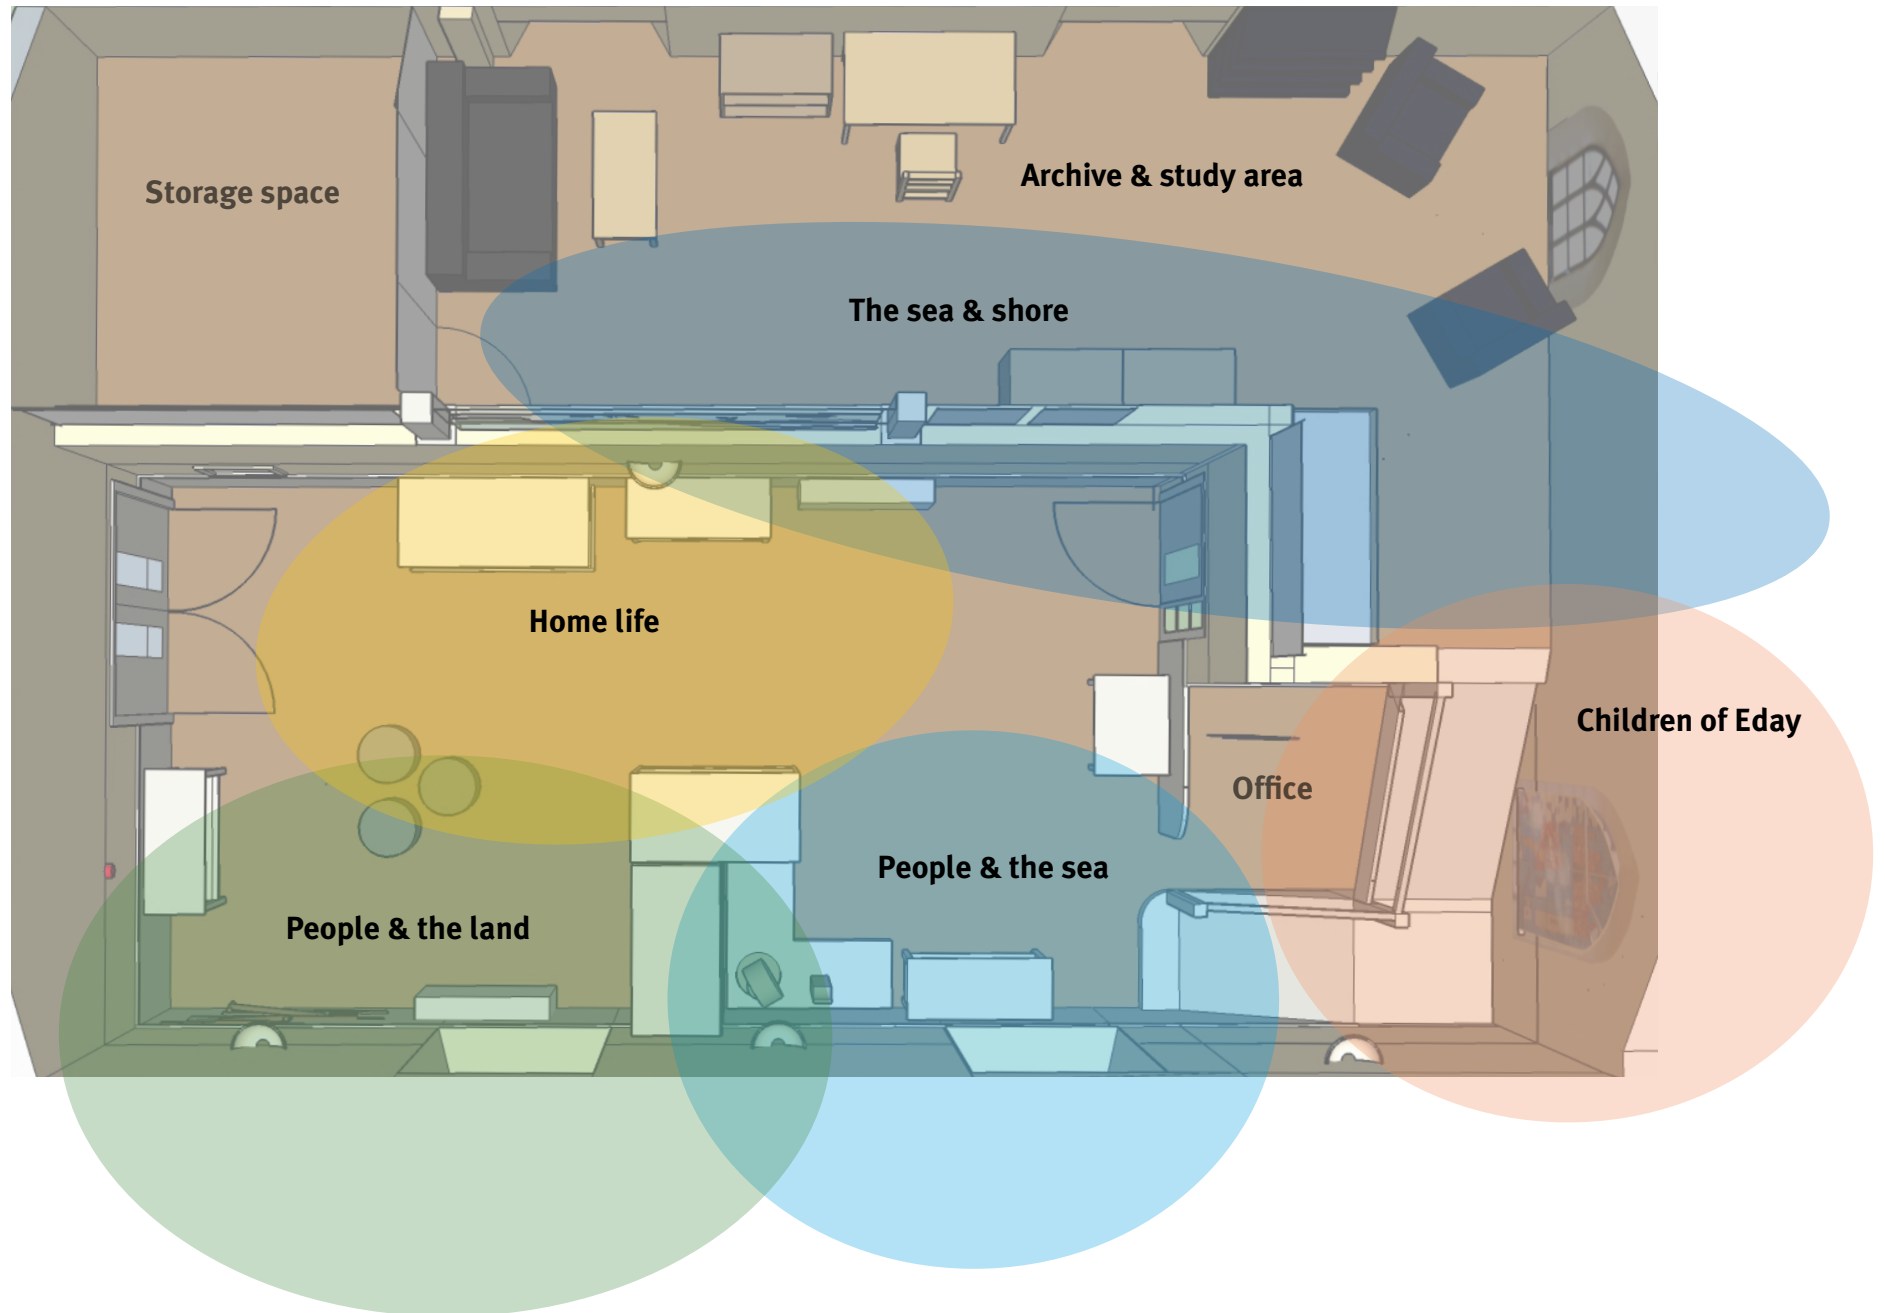 Storage space
Archive & study area
The sea & shore
Home life
Children of Eday
Office
People & the sea
People & the land